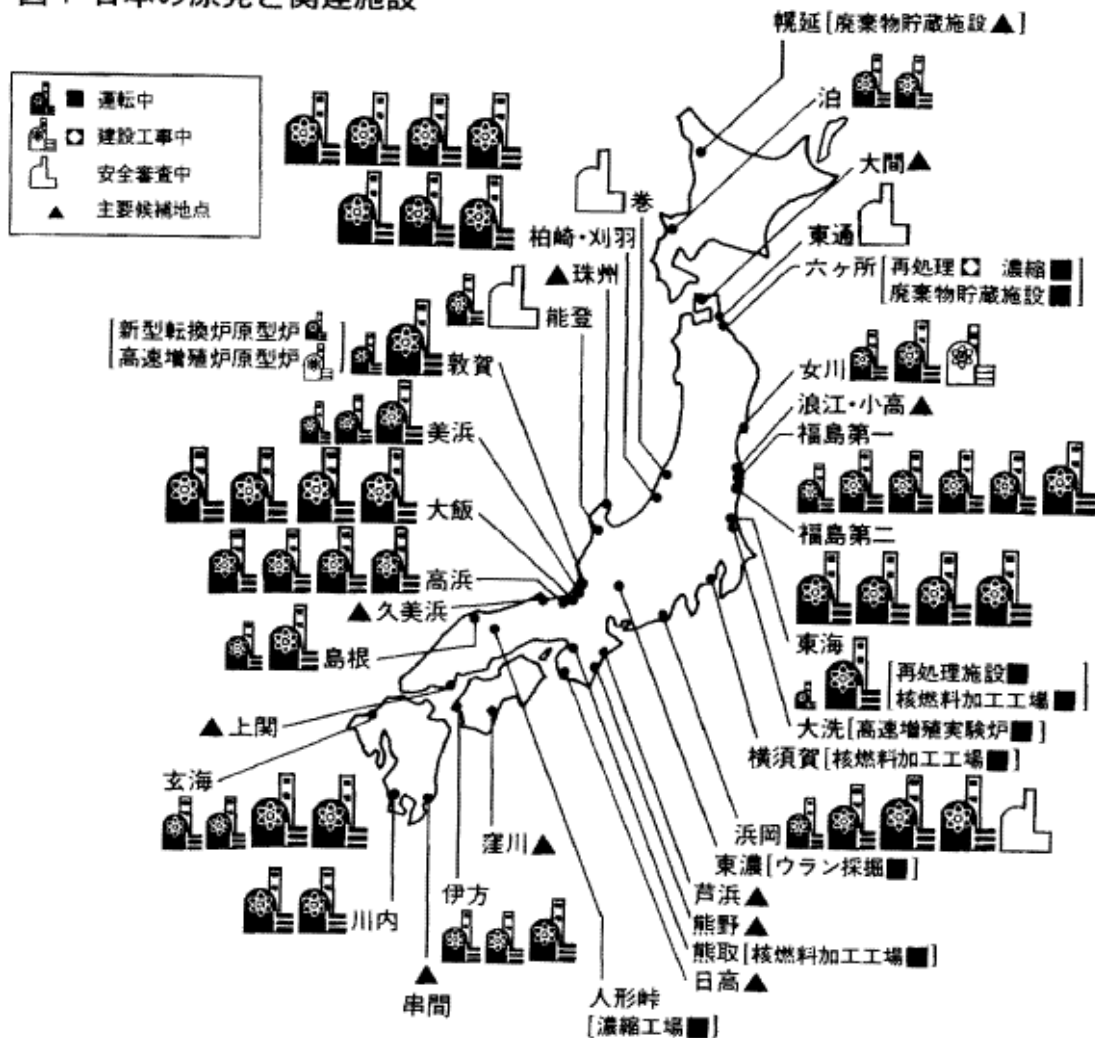 図1 日本の原発と関連施設
運転中
建設工事中
安全審査中
▲ 主要候補地点
幌延[廃棄物貯蔵施設▲]
泊
大間▲
東通
六ヶ所[再処理 濃縮■
廃棄物貯蔵施設■]
女川
浪江・小高▲
福島第一
福島第二
東海
[再処理施設■
核燃料加工工場■]
大洗[高速増殖実験炉■]
横須賀[核燃料加工工場■]
浜岡
東濃[ウラン採掘■]
芦浜▲
熊野▲
熊取[核燃料加工工場■]
日高▲
人形峠
[濃縮工場■]
巻
柏崎・刈羽
▲珠州
能登
[新型転換炉原型炉
高速増殖炉原型炉]
敦賀
美浜
大飯
高浜
▲久美浜
島根
▲上関
玄海
川内
▲
串間
伊方
窪川▲